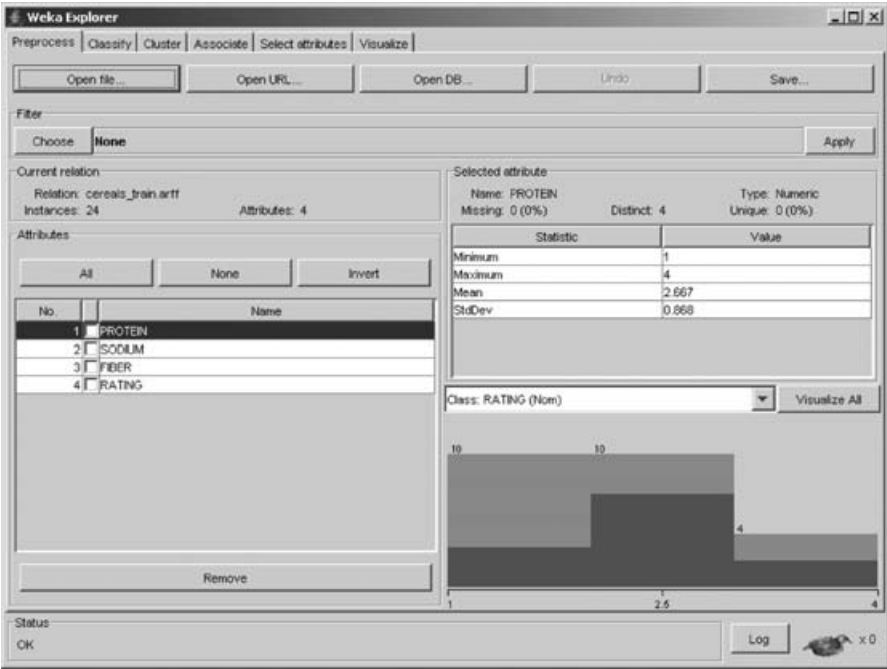 Weka Explorer
Preprocess Classify Cluster Associate Select attributes Visualize
Open file... Open URL... Open DB... Undo Save...
Filter
Choose None Apply
Current relation
Relation: cereals_train.arff
Instances: 24 Attributes: 4
Selected attribute
Name: PROTEIN Type: Numeric
Missing: 0 (0%) Distinct: 4 Unique: 0 (0%)
Attributes
All None Invert
No. Name
1 PROTEIN
2 SODIUM
3 FIBER
4 RATING
Remove
Statistic Value
Minimum 1
Maximum 4
Mean 2.667
StdDev 0.868
Class: RATING (Nom) Visualize All
10 10
4
1 2.5 4
Status
OK
Log x 0